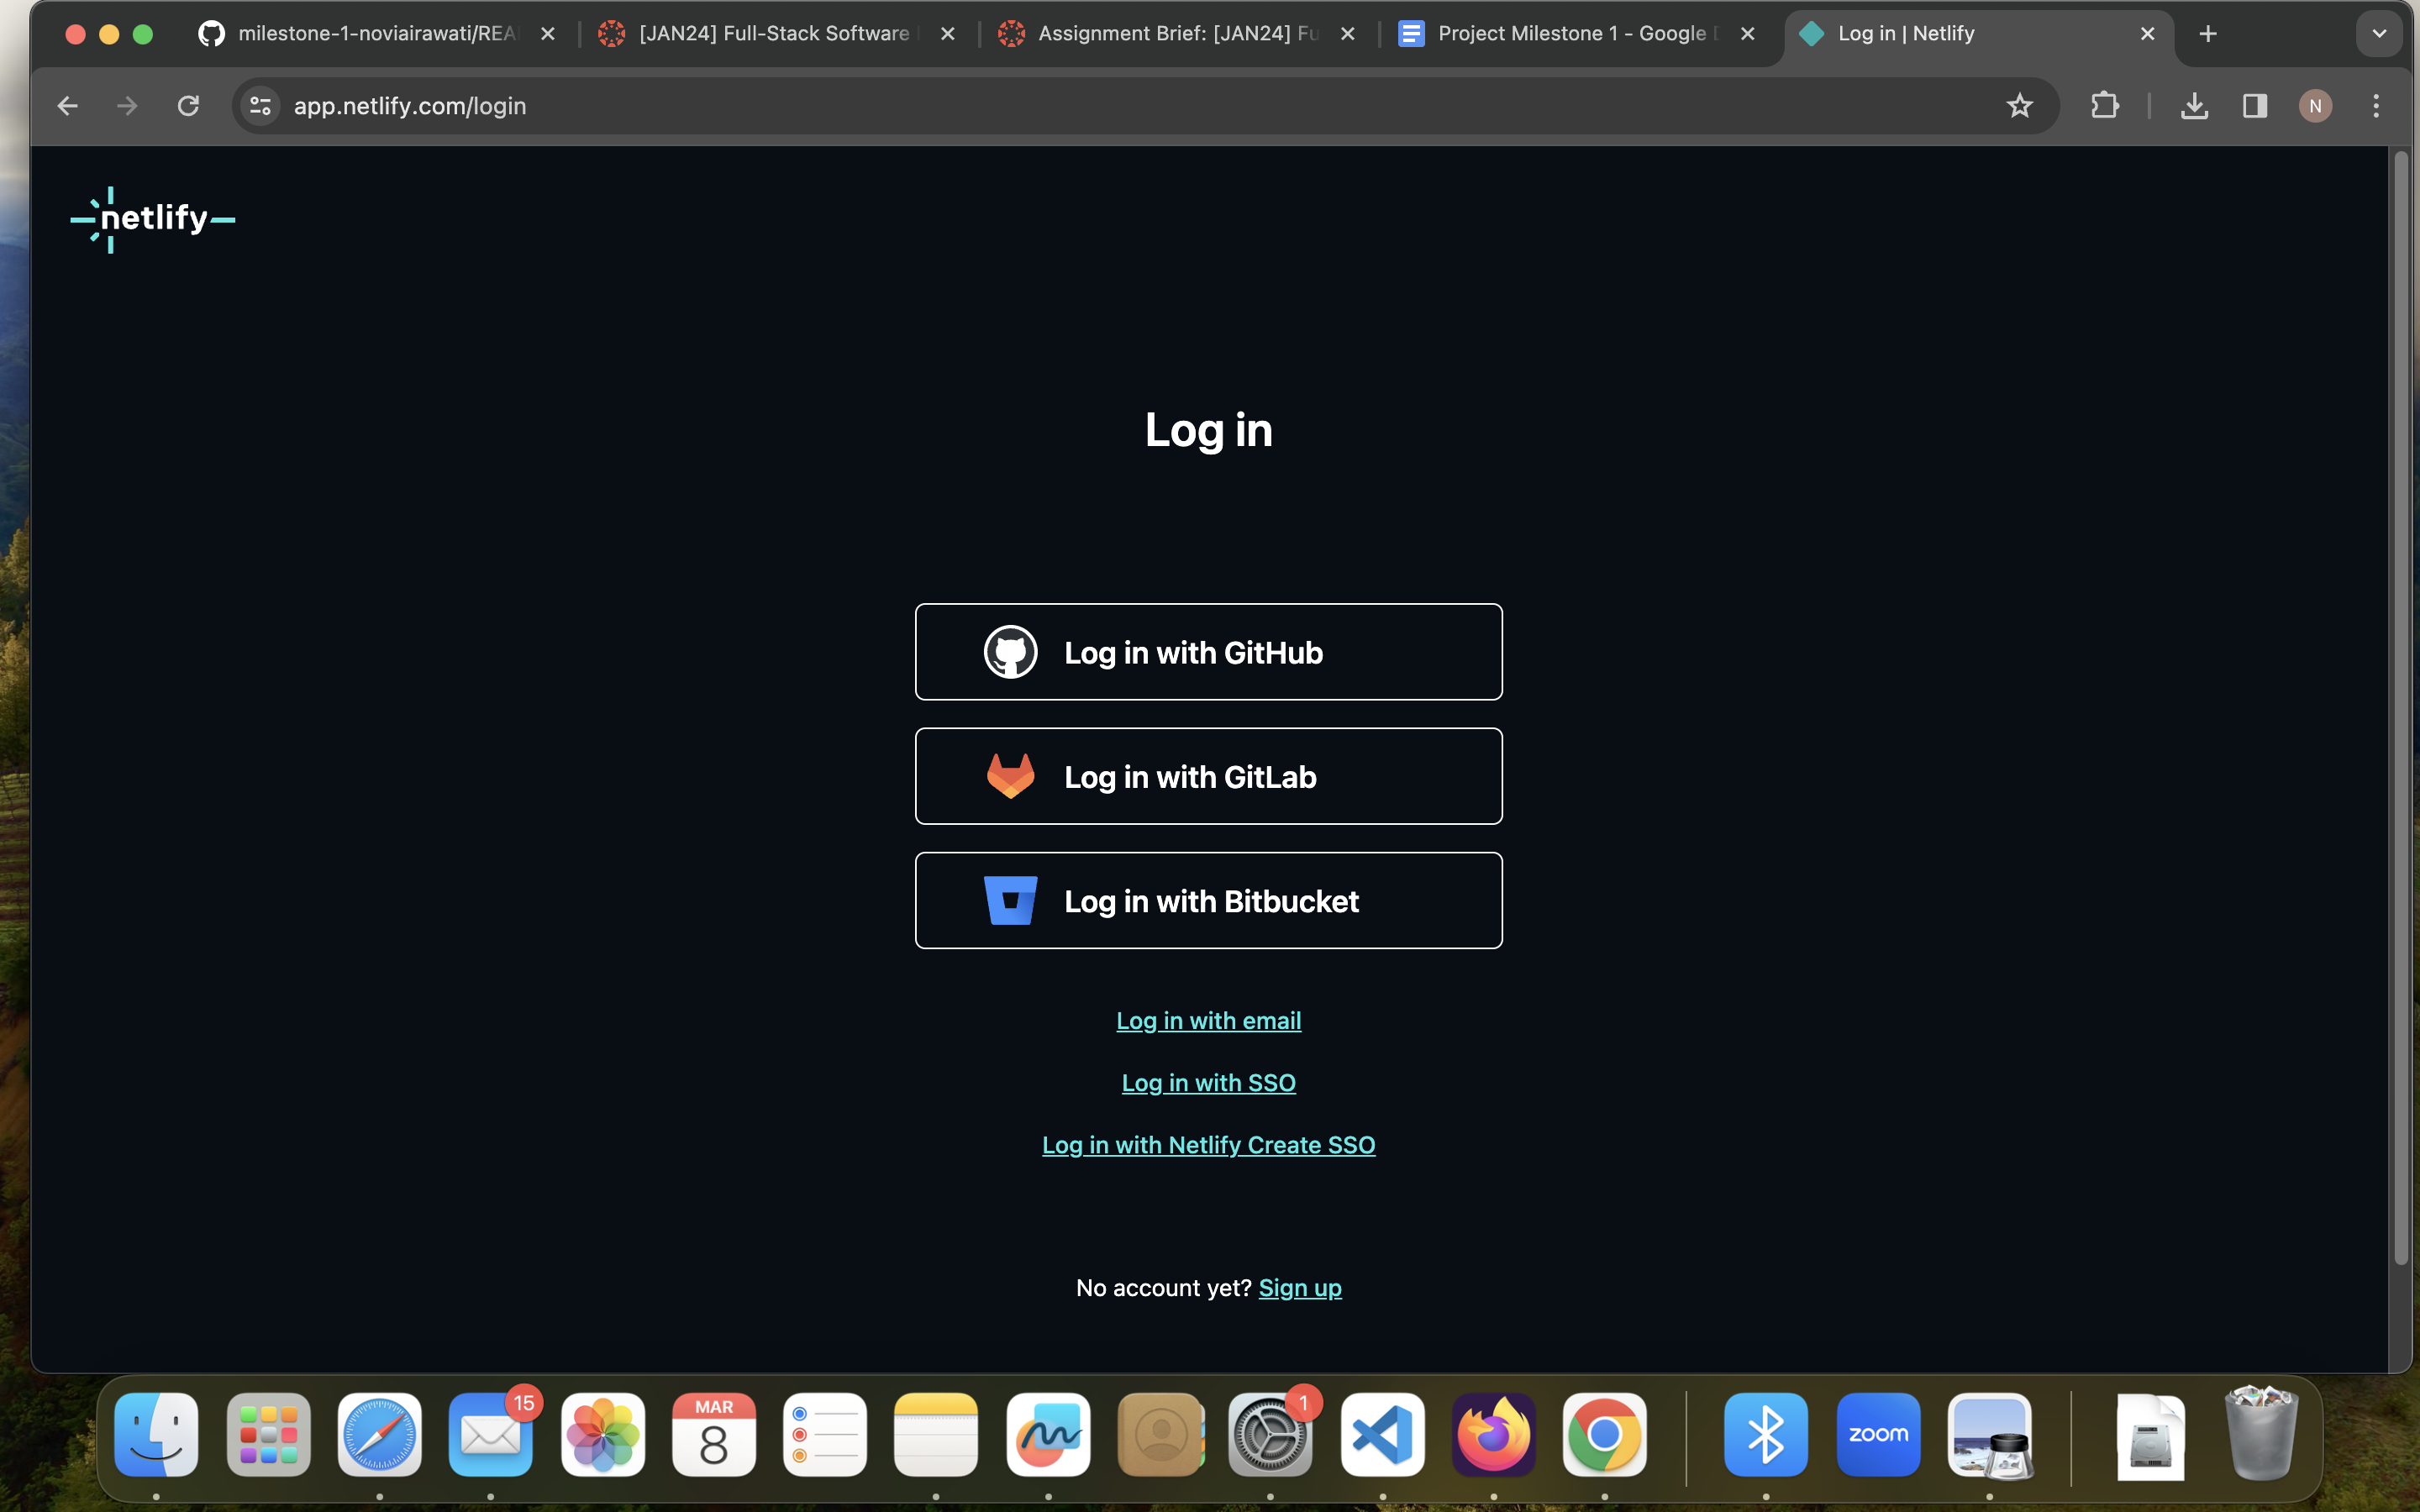 milestone-1-noviairawati/REA
[JAN24] Full-Stack Software
Assignment Brief: [JAN24] Fu
Project Milestone 1 - Google
Log in | Netlify
app.netlify.com/login
N
netlify
Log in
Log in with GitHub
Log in with GitLab
Log in with Bitbucket
Log in with email
Log in with SSO
Log in with Netlify Create SSO
No account yet? Sign up
15
MAR
8
1
zoom